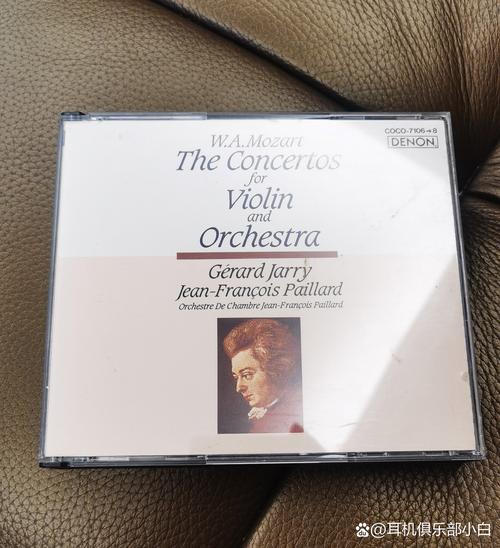 COCO-7106→8
DENON
W.A.Mozart
The Concertos
for
Violin
and
Orchestra
Gérard Jarry
Jean-François Paillard
Orchestre De Chambre Jean-François Paillard
@耳机俱乐部小白